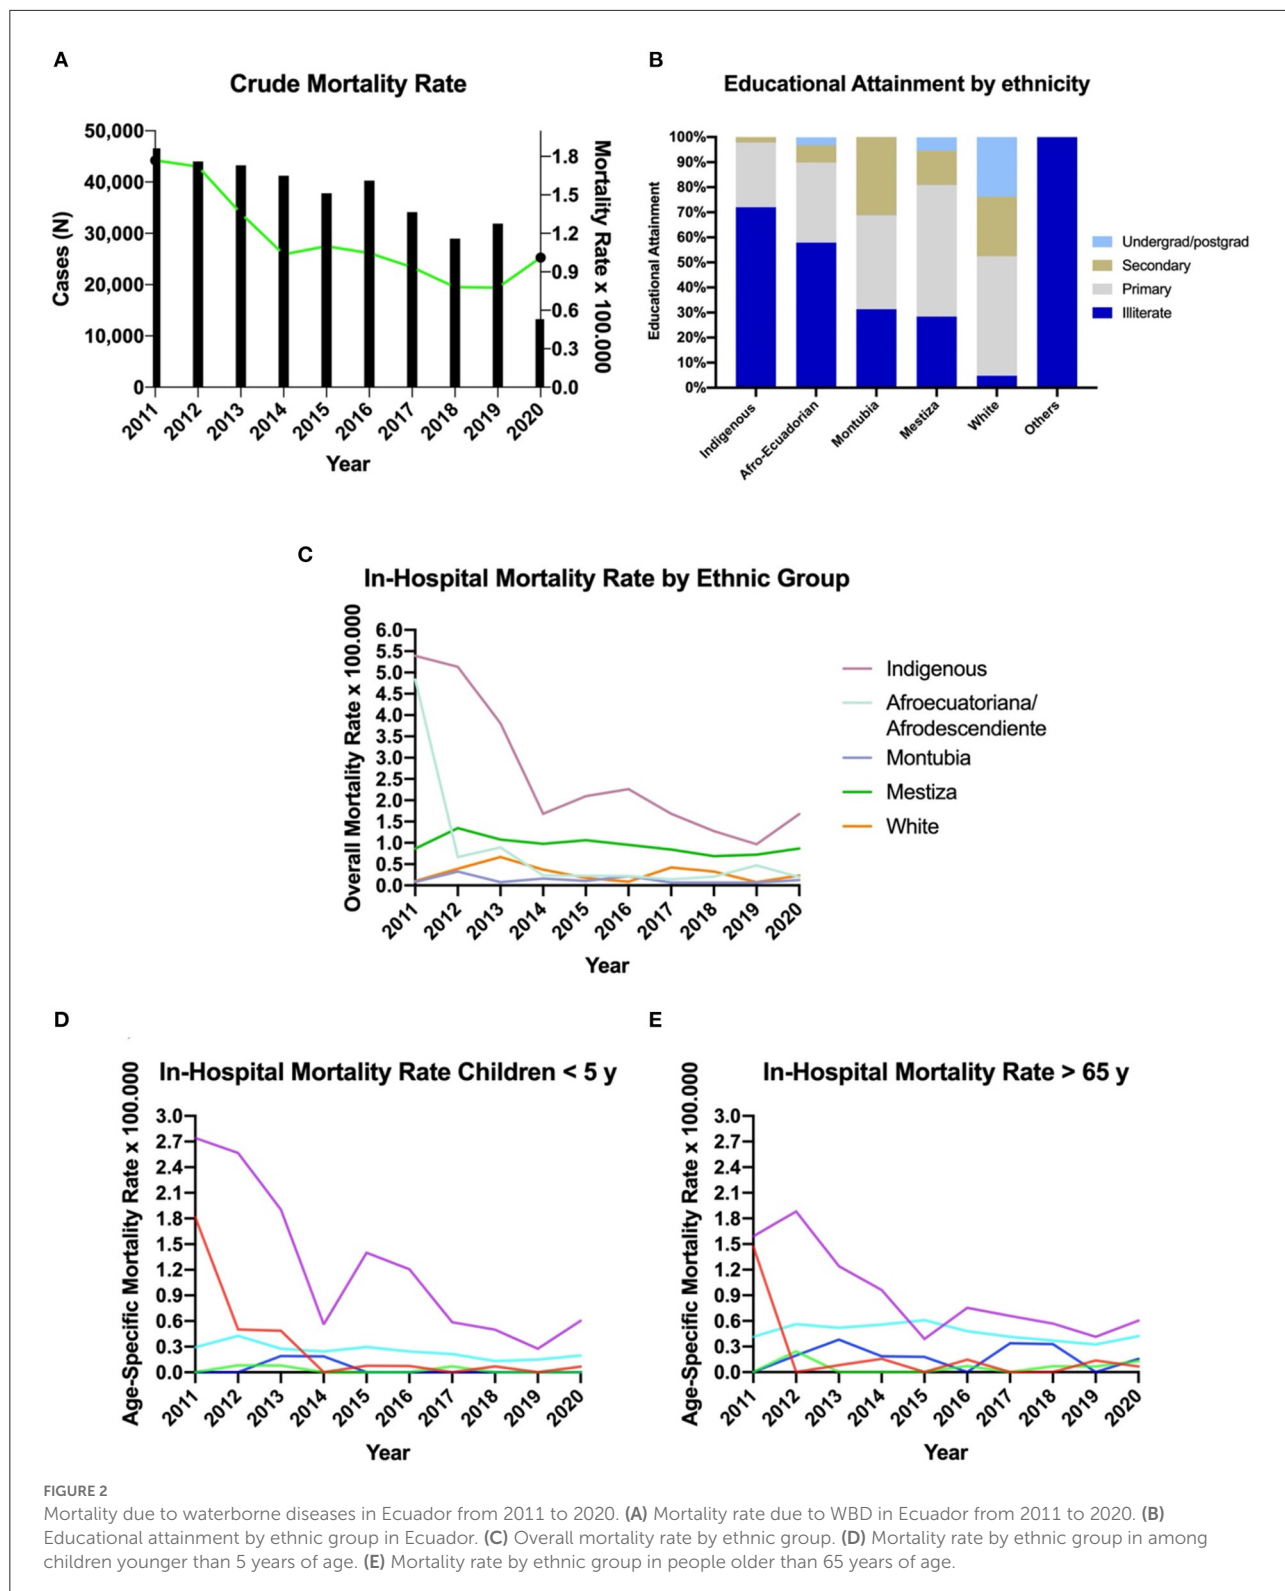 A
Crude Mortality Rate
50,000
40,000
30,000
20,000
10,000
0
Cases (N)
1.8
1.5
1.2
0.9
0.6
0.3
0.0
Mortality Rate x 100.000
2011
2012
2013
2014
2015
2016
2017
2018
2019
2020
Year
B
Educational Attainment by ethnicity
100%
90%
80%
70%
60%
50%
40%
30%
20%
10%
0%
Educational Attainment
Indigenous
Afro-Ecuadorian
Montubia
Mestiza
White
Others
Undergrad/postgrad
Secondary
Primary
Illiterate
C
In-Hospital Mortality Rate by Ethnic Group
Overall Mortality Rate x 100.000
6.0
5.5
5.0
4.5
4.0
3.5
3.0
2.5
2.0
1.5
1.0
0.5
0.0
2011
2012
2013
2014
2015
2016
2017
2018
2019
2020
Year
Indigenous
Afroecuatoriana/
Afrodescendiente
Montubia
Mestiza
White
D
In-Hospital Mortality Rate Children < 5 y
Age-Specific Mortality Rate x 100.000
3.0
2.7
2.4
2.1
1.8
1.5
1.2
0.9
0.6
0.3
0.0
2011
2012
2013
2014
2015
2016
2017
2018
2019
2020
Year
E
In-Hospital Mortality Rate > 65 y
Age-Specific Mortality Rate x 100.000
3.0
2.7
2.4
2.1
1.8
1.5
1.2
0.9
0.6
0.3
0.0
2011
2012
2013
2014
2015
2016
2017
2018
2019
2020
Year
FIGURE 2
Mortality due to waterborne diseases in Ecuador from 2011 to 2020. (A) Mortality rate due to WBD in Ecuador from 2011 to 2020. (B)
Educational attainment by ethnic group in Ecuador. (C) Overall mortality rate by ethnic group. (D) Mortality rate by ethnic group in among
children younger than 5 years of age. (E) Mortality rate by ethnic group in people older than 65 years of age.